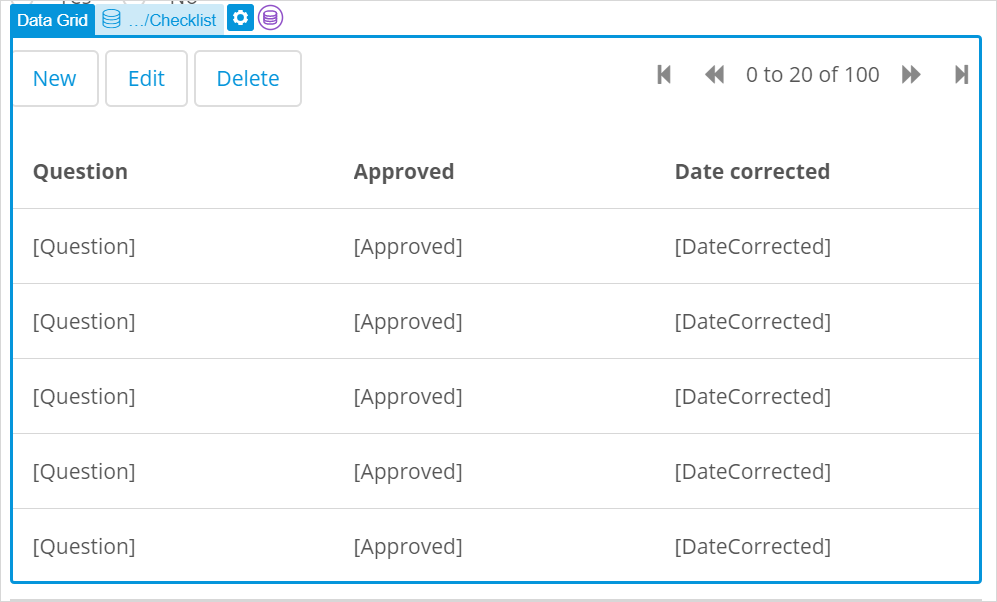 Data Grid …/Checklist
New Edit Delete 0 to 20 of 100
Question Approved Date corrected
[Question] [Approved] [DateCorrected]
[Question] [Approved] [DateCorrected]
[Question] [Approved] [DateCorrected]
[Question] [Approved] [DateCorrected]
[Question] [Approved] [DateCorrected]